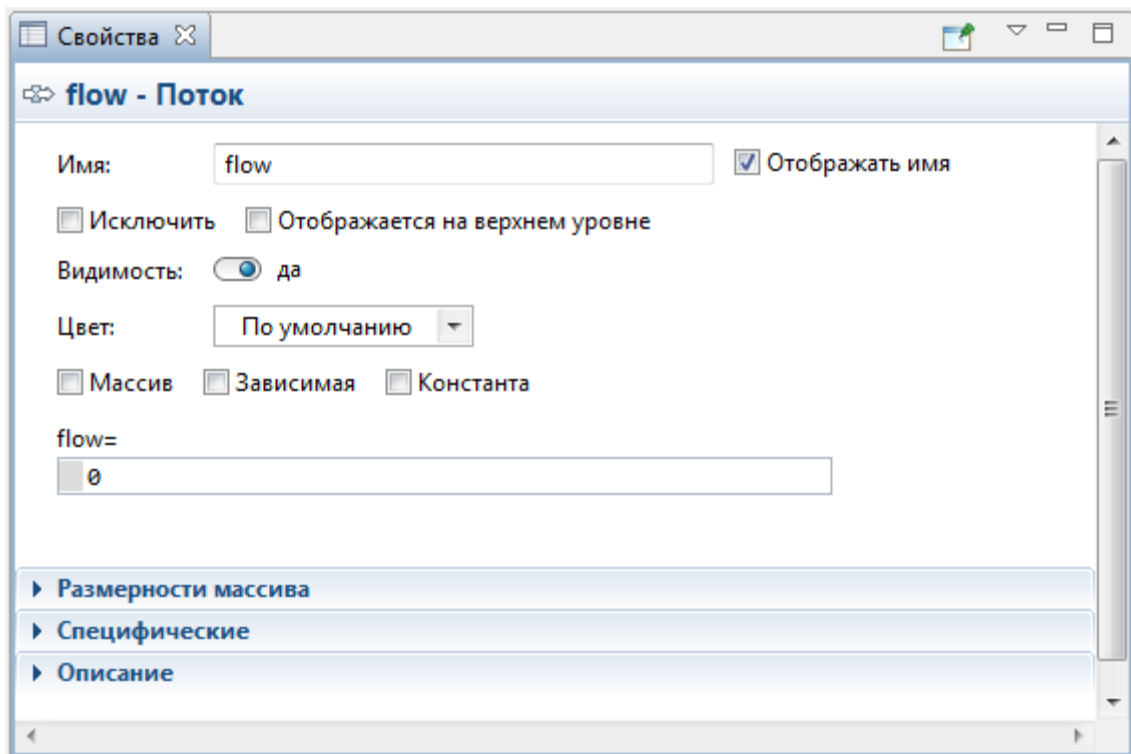 Свойства
flow - Поток
Имя: flow Отображать имя
Исключить Отображается на верхнем уровне
Видимость: да
Цвет: По умолчанию
Массив Зависимая Константа
flow=
0
Размерности массива
Специфические
Описание